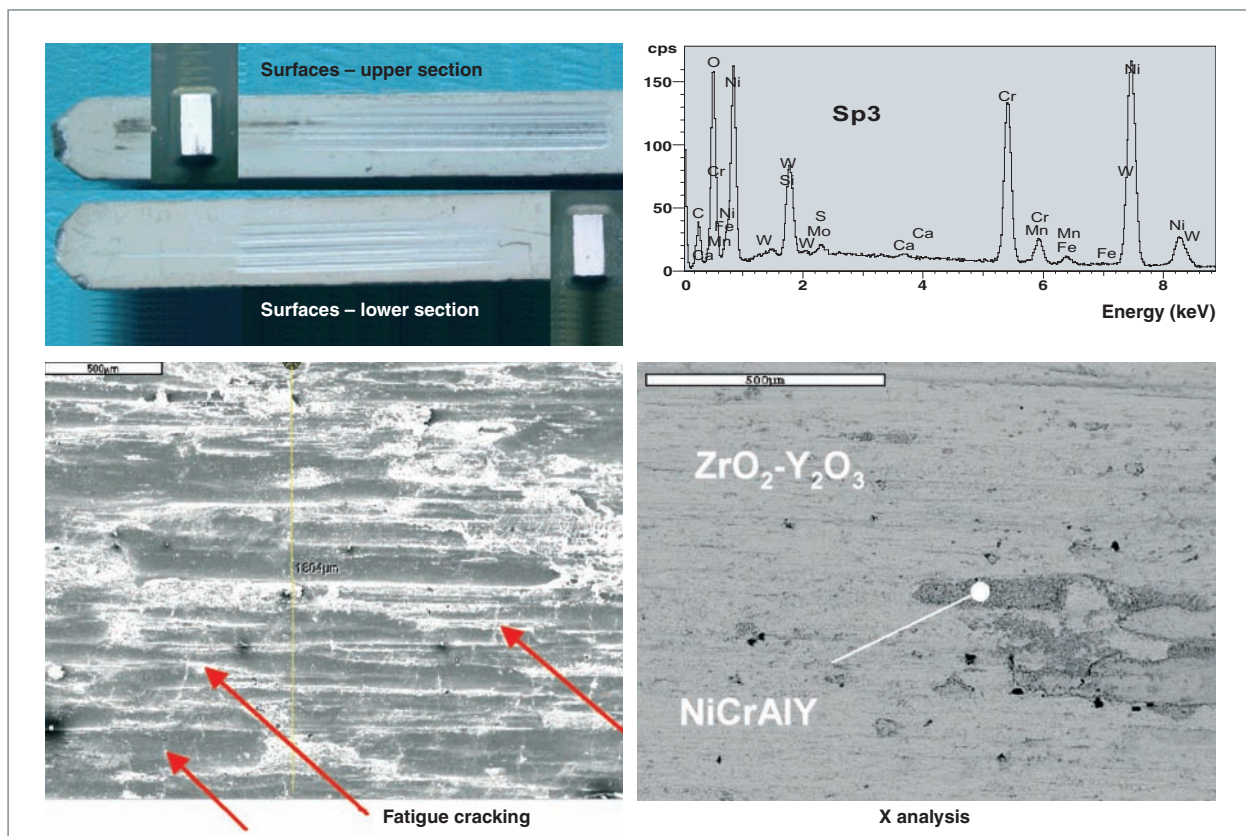 Surfaces – upper section
Surfaces – lower section
cps
150
100
50
0
O
Ni
Cr
C
Ca
Ni
Fe
Mn
W
Si
W
W
S
Mo
Ca
Ca
Sp3
Cr
Cr
Mn
Mn
Fe
Fe
Ni
W
Ni
W
0 2 4 6 8
Energy (keV)
500µm
1804µm
Fatigue cracking
500µm
ZrO₂-Y₂O₃
NiCrAlY
X analysis